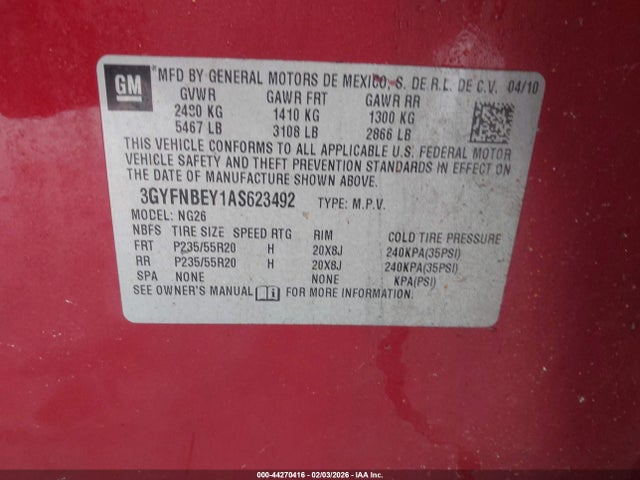 GM
MFD BY GENERAL MOTORS DE MEXICO, S. DE R.L. DE C.V. 04/10
GVWR GAWR FRT GAWR RR
2480 KG 1410 KG 1300 KG
5467 LB 3108 LB 2866 LB
THIS VEHICLE CONFORMS TO ALL APPLICABLE U.S. FEDERAL MOTOR
VEHICLE SAFETY AND THEFT PREVENTION STANDARDS IN EFFECT ON
THE DATE OF MANUFACTURE SHOWN ABOVE.
3GYFNBEY1AS623492 TYPE: M.P.V.
MODEL: NG26
NBFS TIRE SIZE SPEED RTG RIM COLD TIRE PRESSURE
FRT P235/55R20 H 20X8J 240KPA(35PSI)
RR P235/55R20 H 20X8J 240KPA(35PSI)
SPA NONE NONE KPA(PSI)
SEE OWNER'S MANUAL FOR MORE INFORMATION.
000-44270416 - 02/03/2026 - IAA Inc.